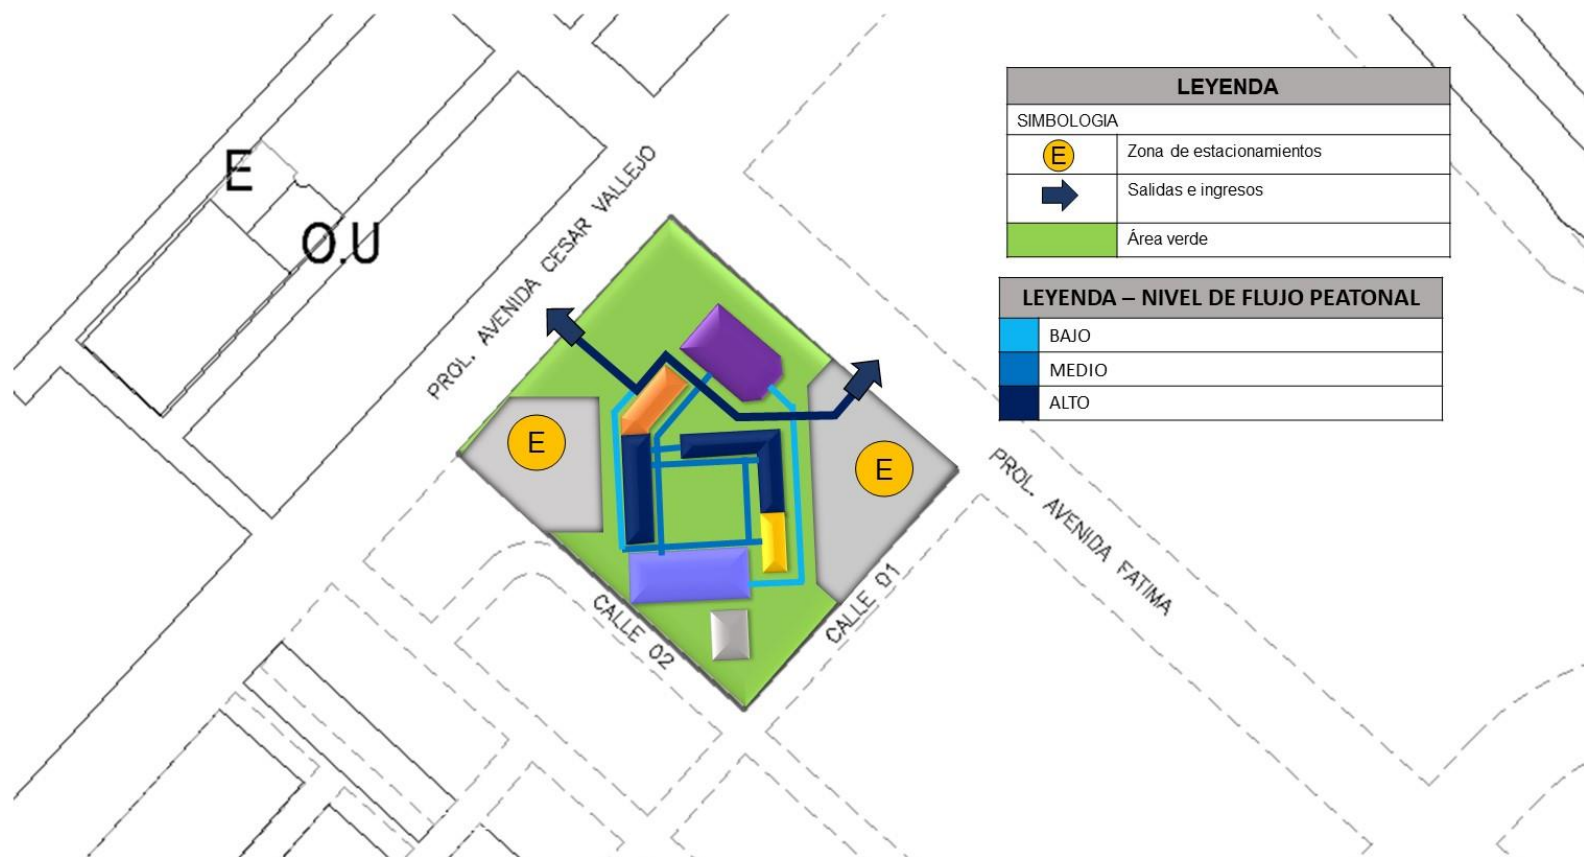 LEYENDA
SIMBOLOGIA
E
Zona de estacionamientos
Salidas e ingresos
Área verde
LEYENDA – NIVEL DE FLUJO PEATONAL
BAJO
MEDIO
ALTO
E
O.U
PROL. AVENIDA CESAR VALLEJO
E
E
PROL. AVENIDA FATIMA
CALLE 01
CALLE 02